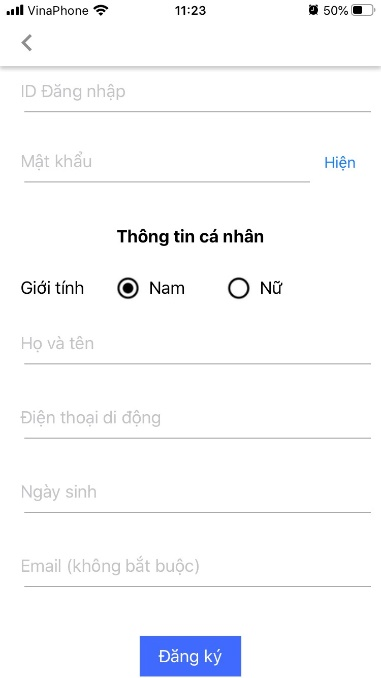 VinaPhone 11:23 50%
ID Đăng nhập
Mật khẩu Hiện
Thông tin cá nhân
Giới tính Nam Nữ
Họ và tên
Điện thoại di động
Ngày sinh
Email (không bắt buộc)
Đăng ký